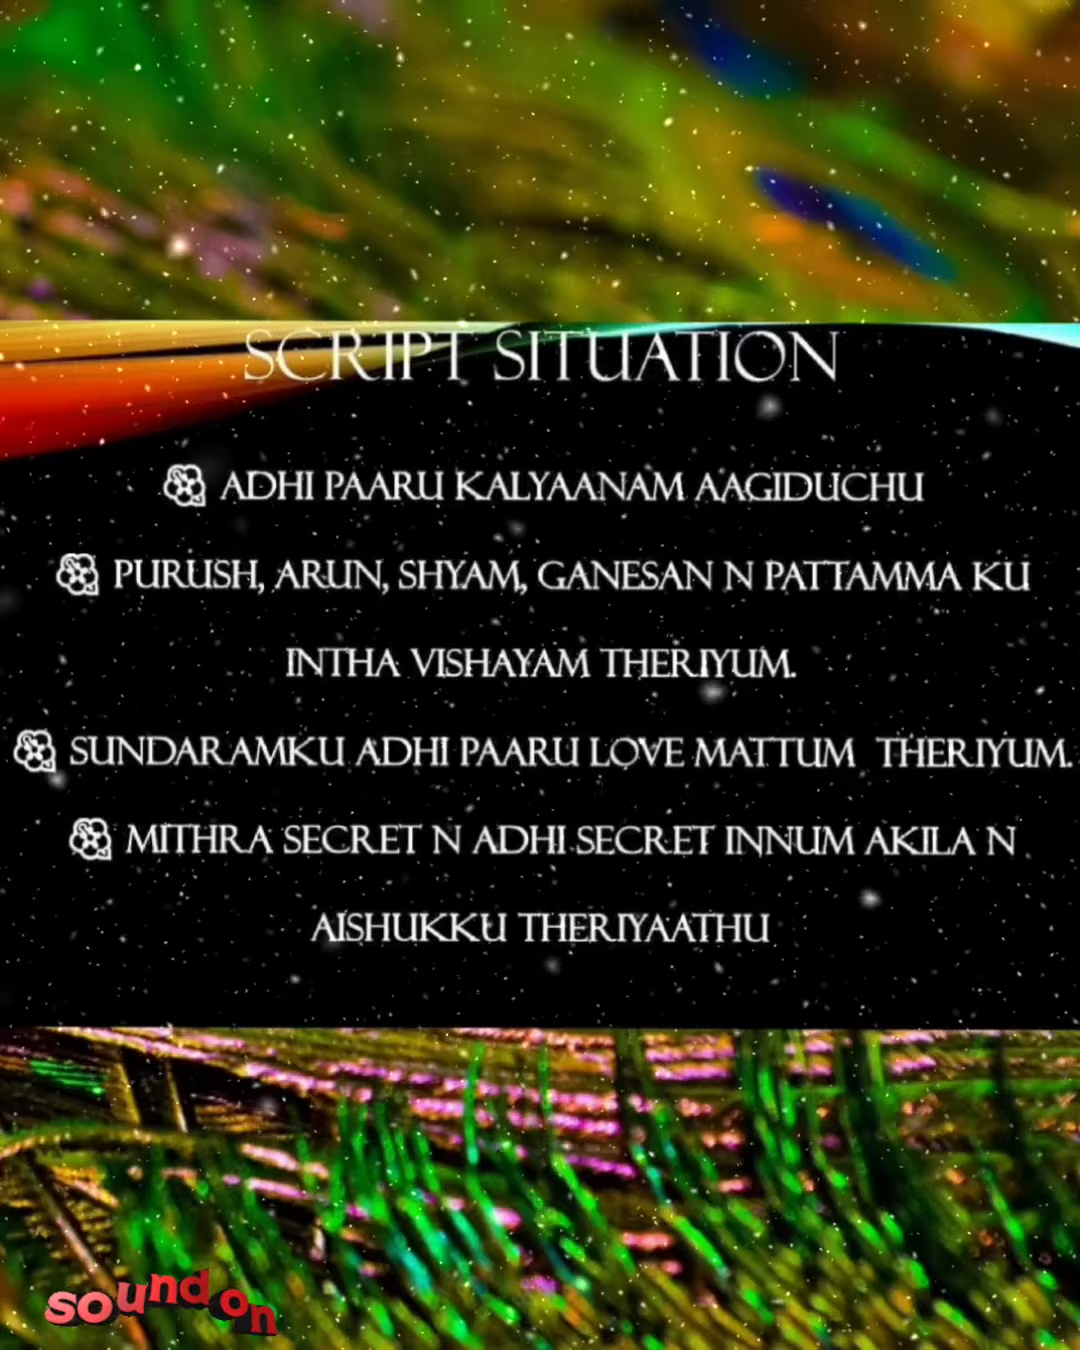 SCRIPT SITUATION
ADHI PAARU KALYAANAM AAGIDUCHU
PURUSH, ARUN, SHYAM, GANESAN N PATTAMMA KU
INTHA VISHAYAM THERIYUM.
SUNDARAMKU ADHI PAARU LOVE MATTUM THERIYUM.
MITHRA SECRET N ADHI SECRET INNUM AKILA N
AISHUKKU THERIYAATHU
sound on